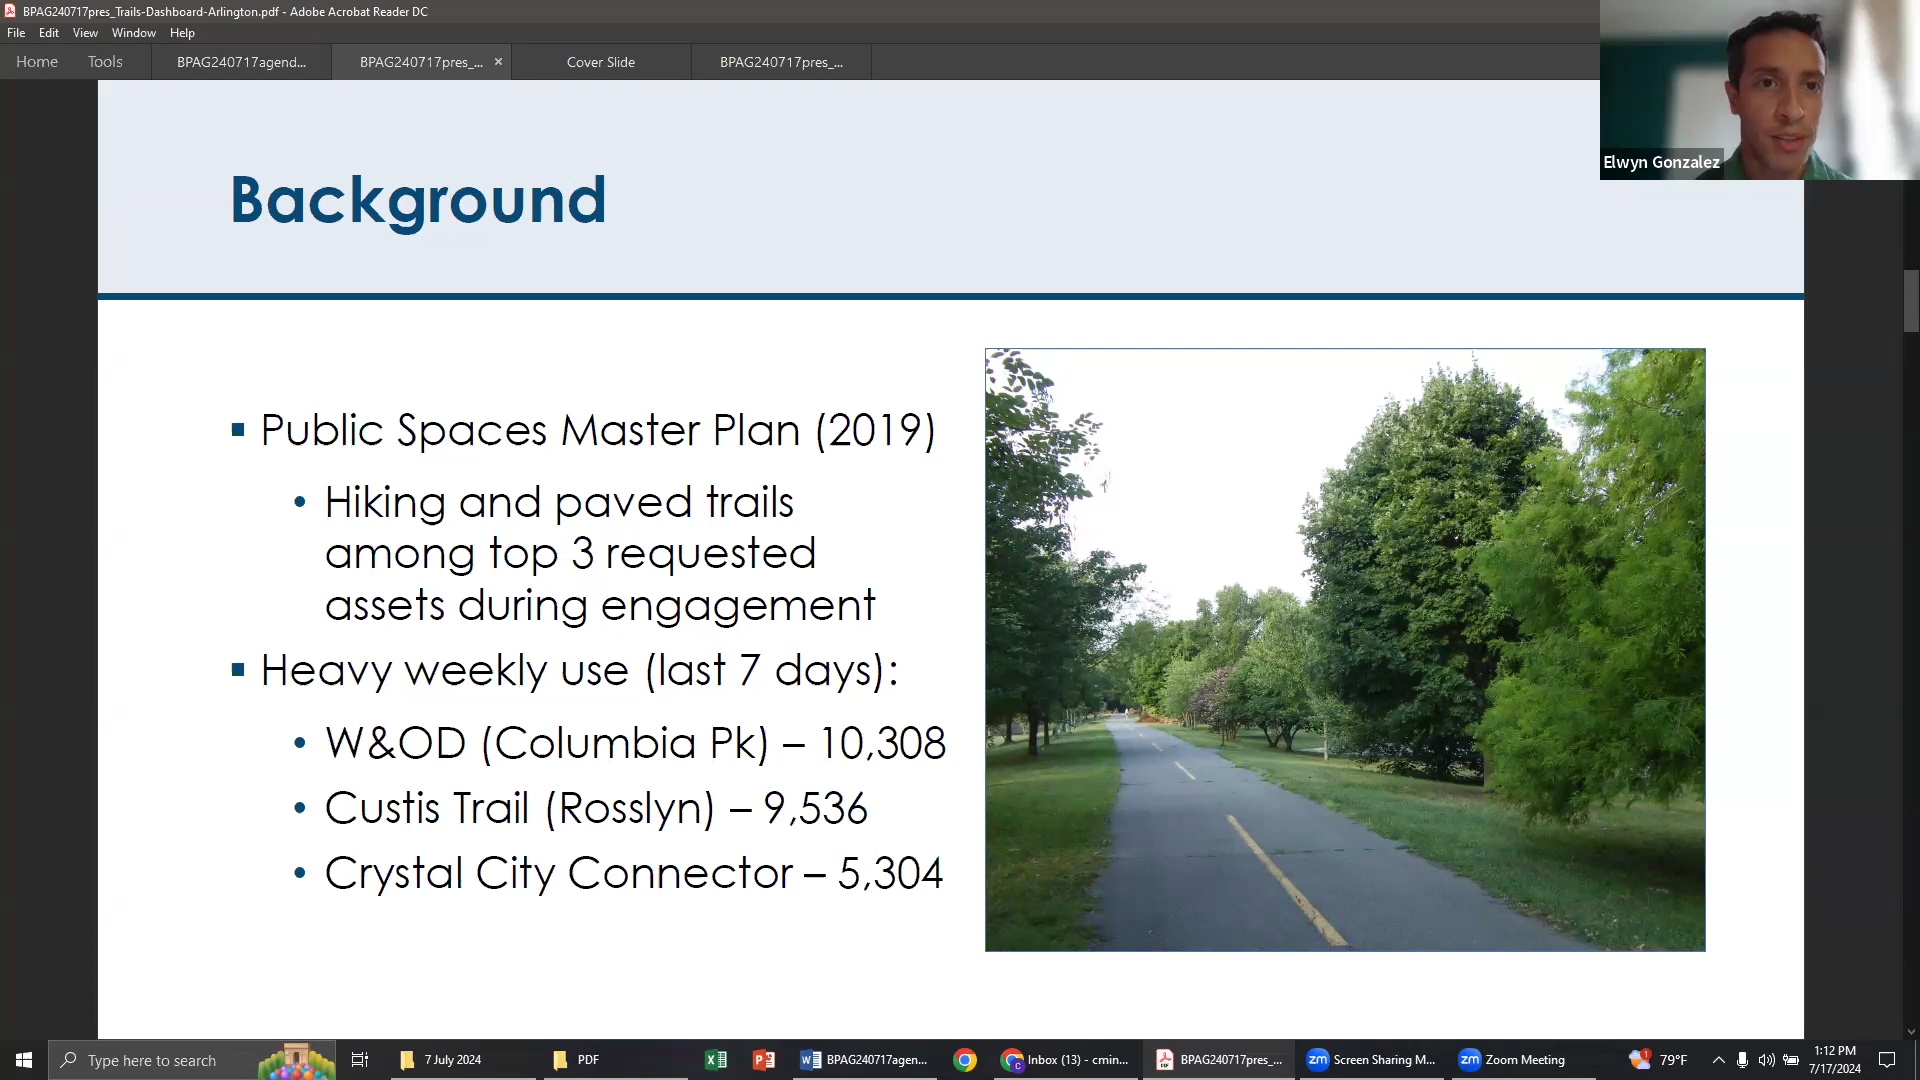 BPAG240717pres_Trails-Dashboard-Arlington.pdf - Adobe Acrobat Reader DC
File Edit View Window Help
Home Tools BPAG240717agend... BPAG240717pres_... × Cover Slide BPAG240717pres_...
Elwyn Gonzalez
Background
▪ Public Spaces Master Plan (2019)
• Hiking and paved trails
among top 3 requested
assets during engagement
▪ Heavy weekly use (last 7 days):
• W&OD (Columbia Pk) – 10,308
• Custis Trail (Rosslyn) – 9,536
• Crystal City Connector – 5,304
Type here to search 7 July 2024 PDF BPAG240717agen... Inbox (13) - cmin... BPAG240717pres_... zm Screen Sharing M... zm Zoom Meeting 1 79°F 1:12 PM
7/17/2024